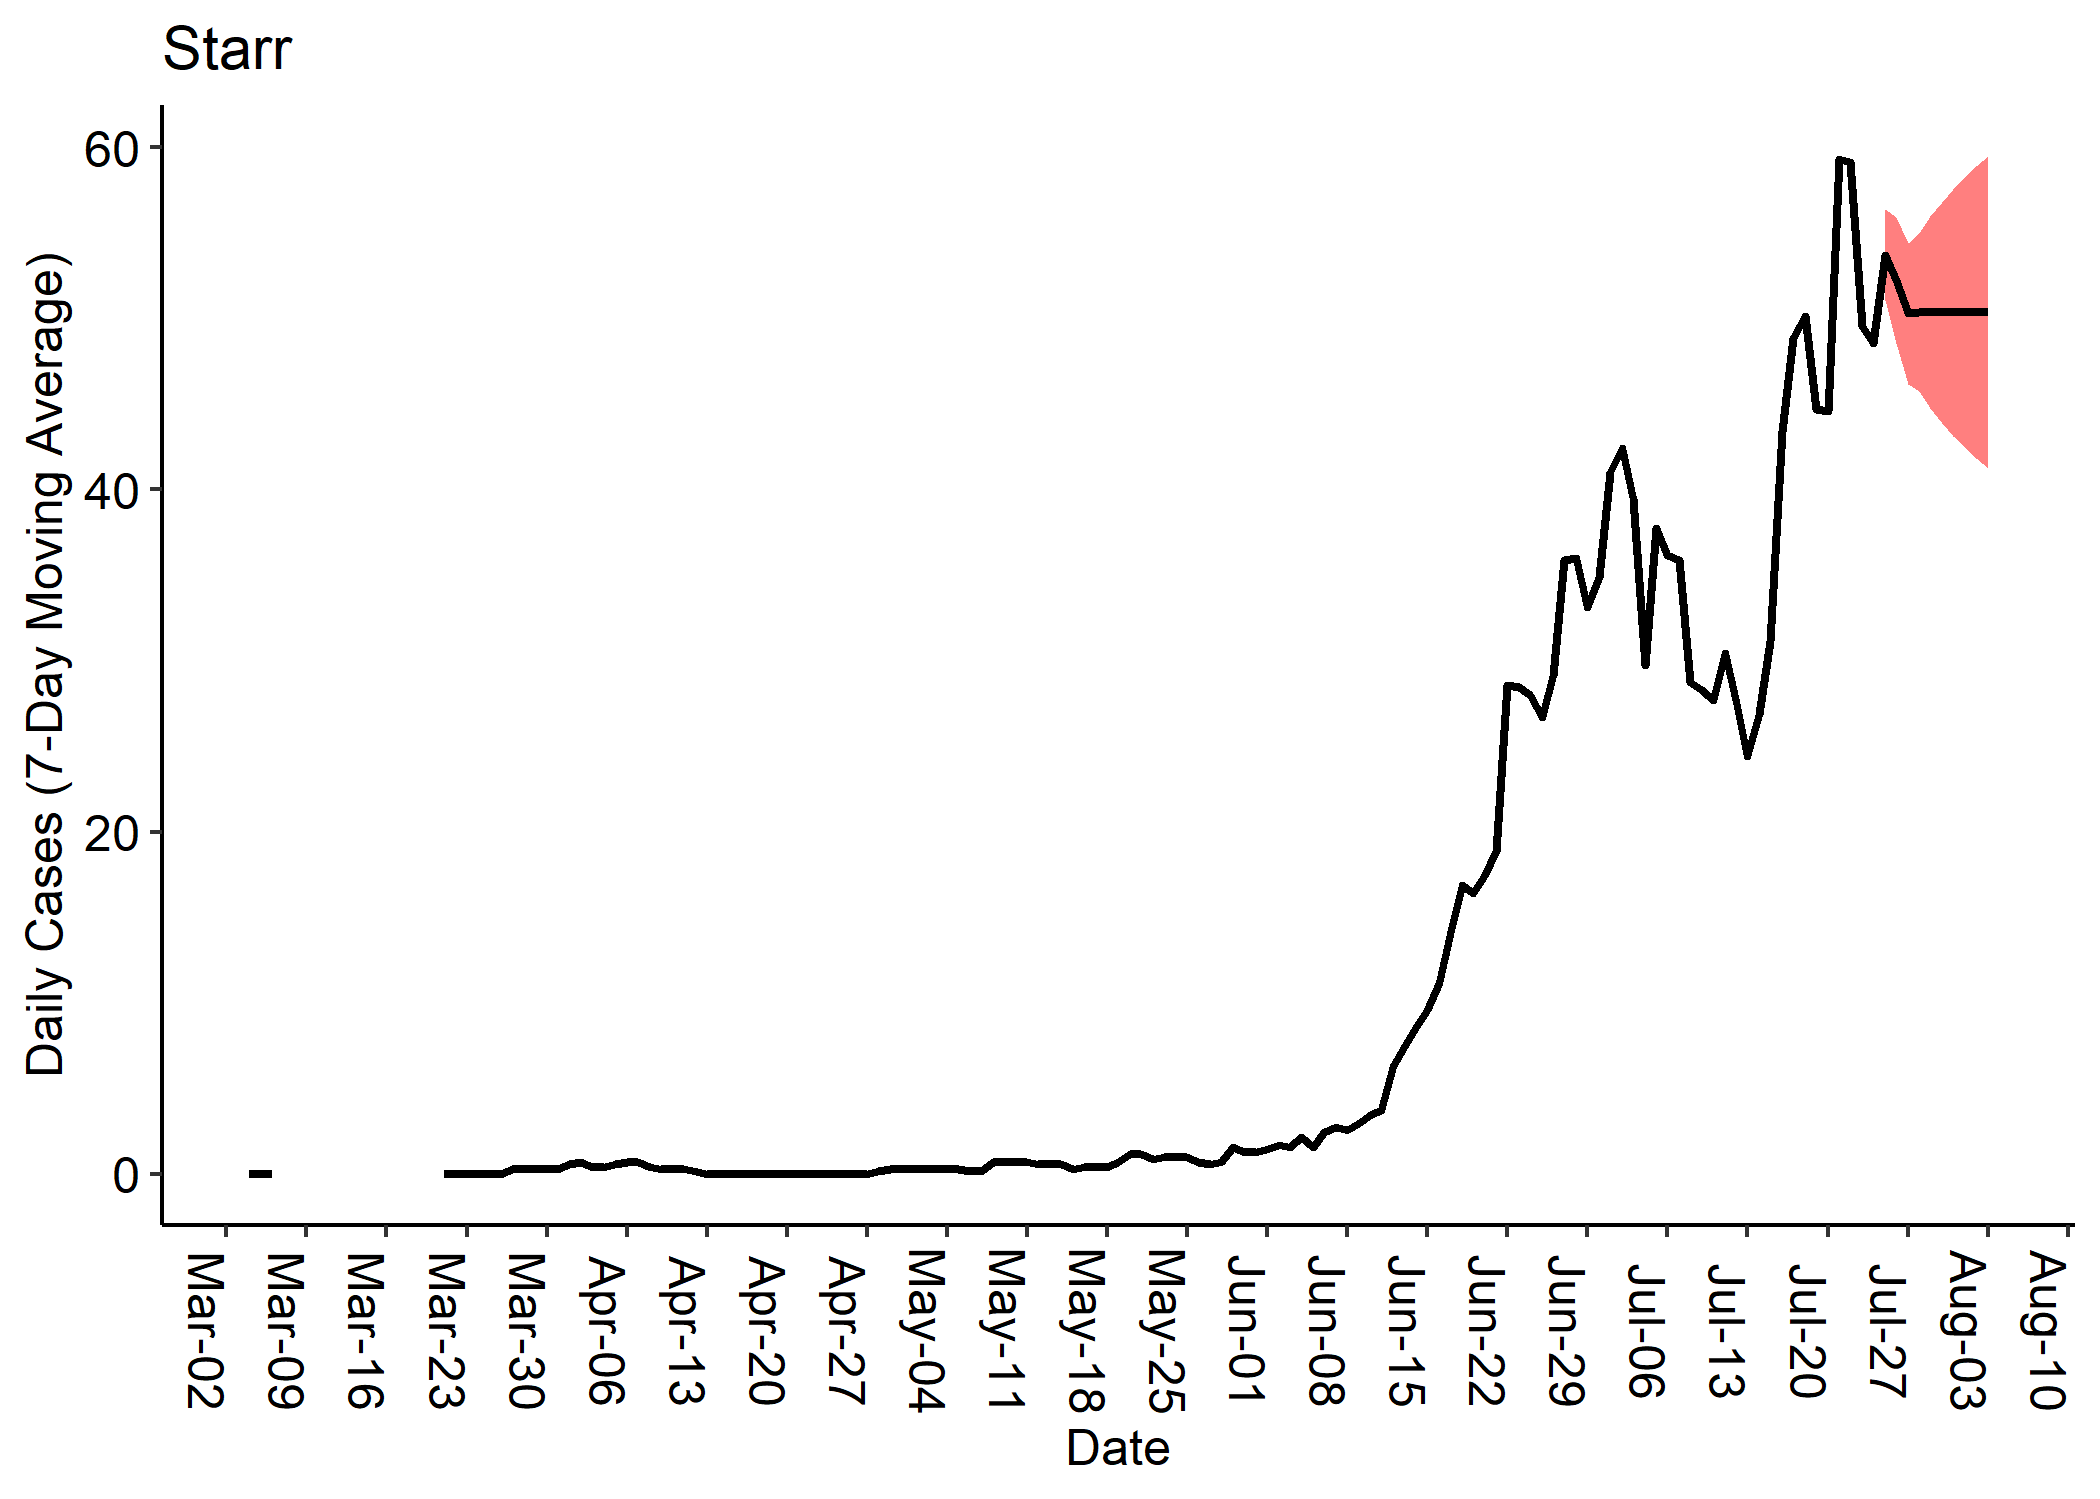 Starr
Daily Cases (7-Day Moving Average)
60
40
20
0
Mar-02
Mar-09
Mar-16
Mar-23
Mar-30
Apr-06
Apr-13
Apr-20
Apr-27
May-04
May-11
May-18
May-25
Jun-01
Jun-08
Jun-15
Jun-22
Jun-29
Jul-06
Jul-13
Jul-20
Jul-27
Aug-03
Aug-10
Date